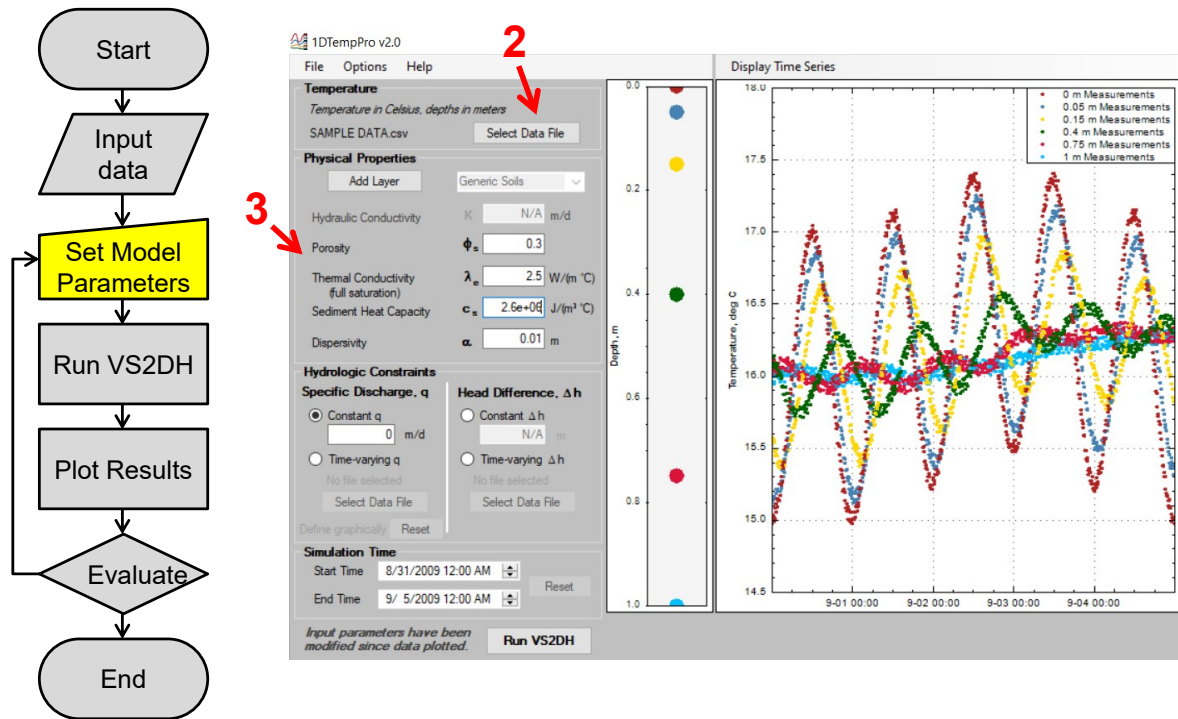 Start
Input
data
Set Model
Parameters
Run VS2DH
Plot Results
Evaluate
End
2
3
1DTempPro v2.0
File Options Help
Temperature
Temperature in Celsius, depths in meters
SAMPLE DATA.csv Select Data File
Physical Properties
Add Layer Generic Soils
Hydraulic Conductivity K N/A m/d
Porosity ϕs 0.3
Thermal Conductivity λe 2.5 W/(m °C)
(full saturation)
Sediment Heat Capacity cs 2.6e+06 J/(m³ °C)
Dispersivity α 0.01 m
Hydrologic Constraints
Specific Discharge, q Head Difference, Δ h
Constant q Constant Δ h
0 m/d N/A m
Time-varying q Time-varying Δ h
No file selected No file selected
Select Data File Select Data File
Define graphically Reset
Simulation Time
Start Time 8/31/2009 12:00 AM
Reset
End Time 9/ 5/2009 12:00 AM
Input parameters have been
modified since data plotted.
Run VS2DH
0.0
0.2
0.4
0.6
0.8
1.0
Depth, m
Display Time Series
18.0
17.5
17.0
16.5
16.0
15.5
15.0
14.5
Temperature, deg C
0 m Measurements
0.05 m Measurements
0.15 m Measurements
0.4 m Measurements
0.75 m Measurements
1 m Measurements
9-01 00:00 9-02 00:00 9-03 00:00 9-04 00:00